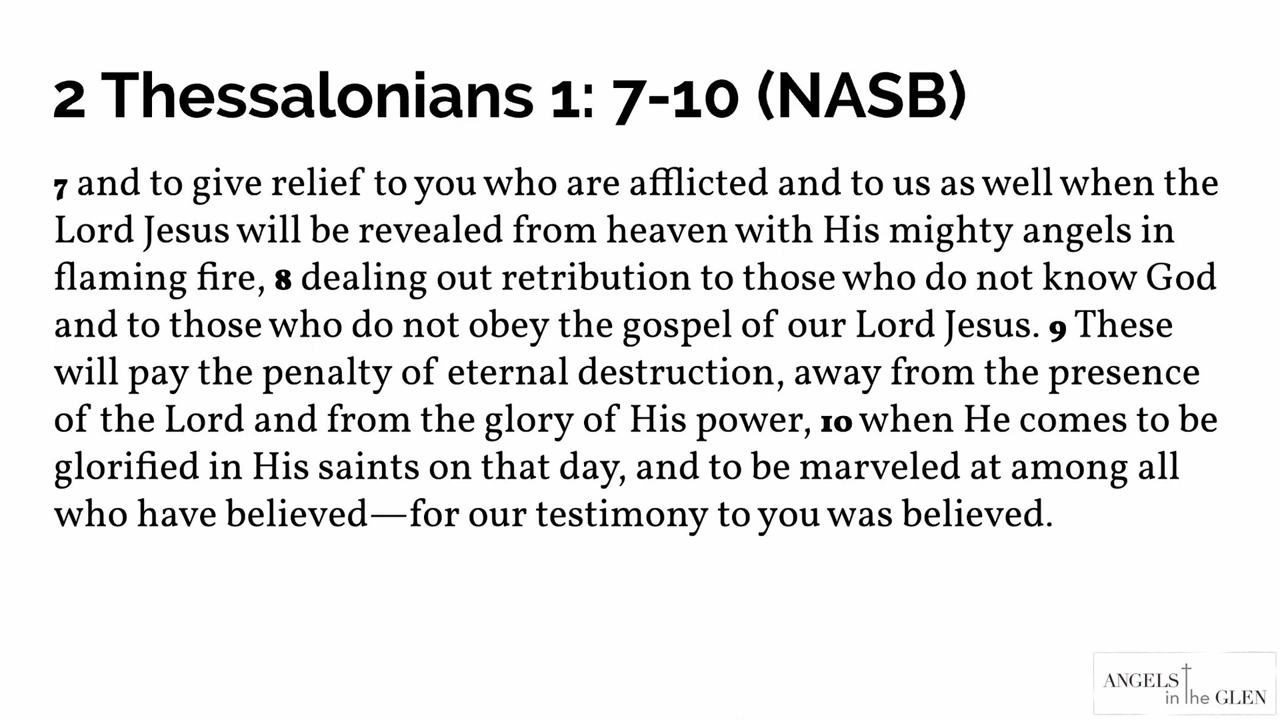 2 Thessalonians 1: 7-10 (NASB)
7 and to give relief to you who are afflicted and to us as well when the
Lord Jesus will be revealed from heaven with His mighty angels in
flaming fire, 8 dealing out retribution to those who do not know God
and to those who do not obey the gospel of our Lord Jesus. 9 These
will pay the penalty of eternal destruction, away from the presence
of the Lord and from the glory of His power, 10 when He comes to be
glorified in His saints on that day, and to be marveled at among all
who have believed—for our testimony to you was believed.
ANGELS
in the GLEN